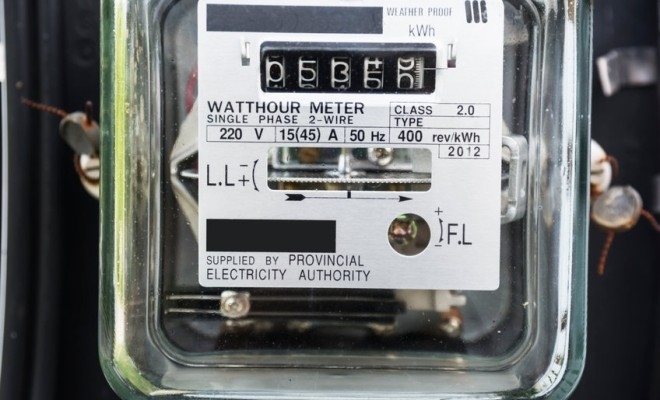 WEATHER PROOF
kWh
WATTHOUR METER
SINGLE PHASE 2-WIRE
CLASS 2.0
TYPE
220 V 15(45) A 50 Hz 400 rev/kWh
2012
L.L
−
+
+
−
F.L
SUPPLIED BY PROVINCIAL
ELECTRICITY AUTHORITY